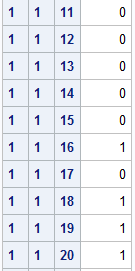 1 1 11 0
1 1 12 0
1 1 13 0
1 1 14 0
1 1 15 0
1 1 16 1
1 1 17 0
1 1 18 1
1 1 19 1
1 1 20 1